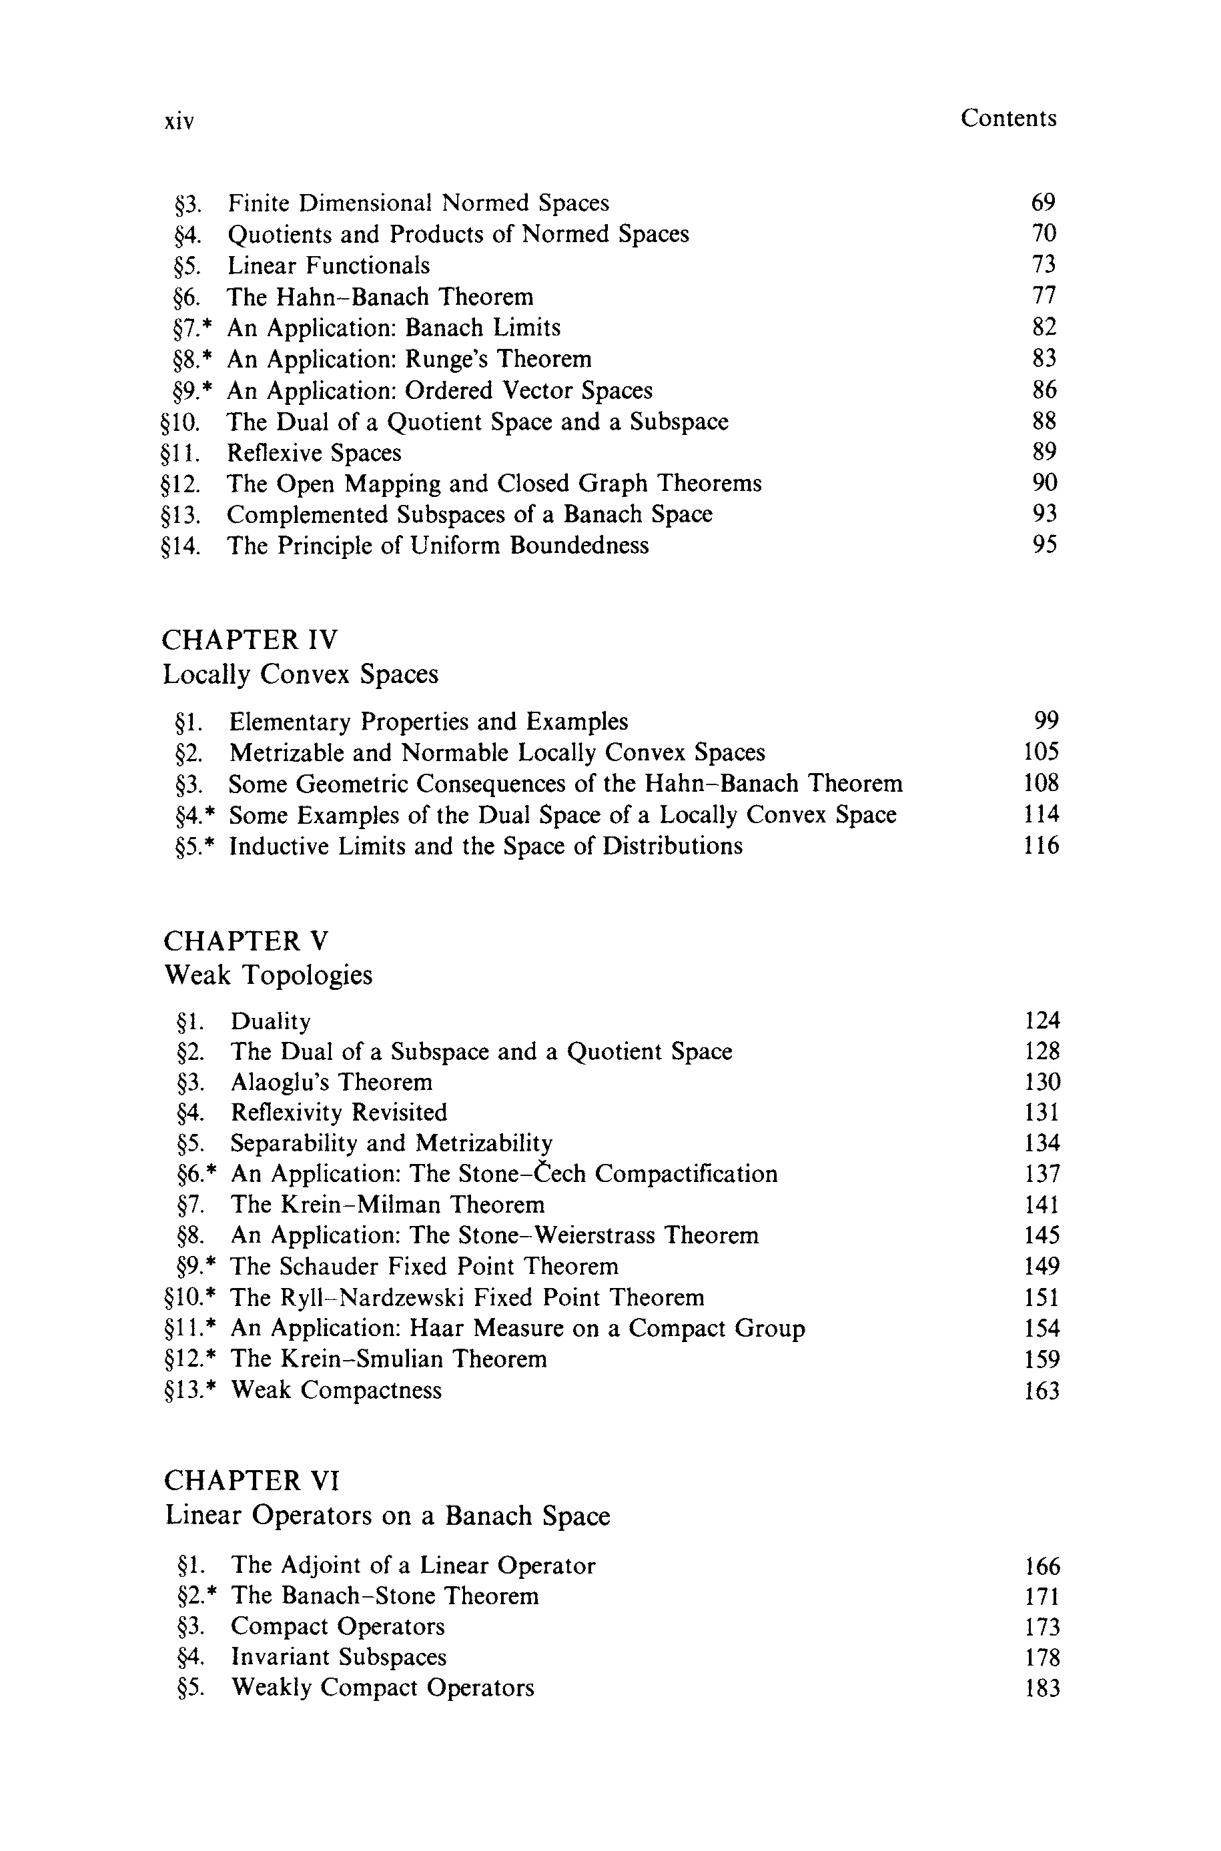 xiv Contents
§3. Finite Dimensional Normed Spaces 69
§4. Quotients and Products of Normed Spaces 70
§5. Linear Functionals 73
§6. The Hahn–Banach Theorem 77
§7.* An Application: Banach Limits 82
§8.* An Application: Runge's Theorem 83
§9.* An Application: Ordered Vector Spaces 86
§10. The Dual of a Quotient Space and a Subspace 88
§11. Reflexive Spaces 89
§12. The Open Mapping and Closed Graph Theorems 90
§13. Complemented Subspaces of a Banach Space 93
§14. The Principle of Uniform Boundedness 95
CHAPTER IV
Locally Convex Spaces
§1. Elementary Properties and Examples 99
§2. Metrizable and Normable Locally Convex Spaces 105
§3. Some Geometric Consequences of the Hahn–Banach Theorem 108
§4.* Some Examples of the Dual Space of a Locally Convex Space 114
§5.* Inductive Limits and the Space of Distributions 116
CHAPTER V
Weak Topologies
§1. Duality 124
§2. The Dual of a Subspace and a Quotient Space 128
§3. Alaoglu's Theorem 130
§4. Reflexivity Revisited 131
§5. Separability and Metrizability 134
§6.* An Application: The Stone–Čech Compactification 137
§7. The Krein–Milman Theorem 141
§8. An Application: The Stone–Weierstrass Theorem 145
§9.* The Schauder Fixed Point Theorem 149
§10.* The Ryll–Nardzewski Fixed Point Theorem 151
§11.* An Application: Haar Measure on a Compact Group 154
§12.* The Krein–Smulian Theorem 159
§13.* Weak Compactness 163
CHAPTER VI
Linear Operators on a Banach Space
§1. The Adjoint of a Linear Operator 166
§2.* The Banach–Stone Theorem 171
§3. Compact Operators 173
§4. Invariant Subspaces 178
§5. Weakly Compact Operators 183